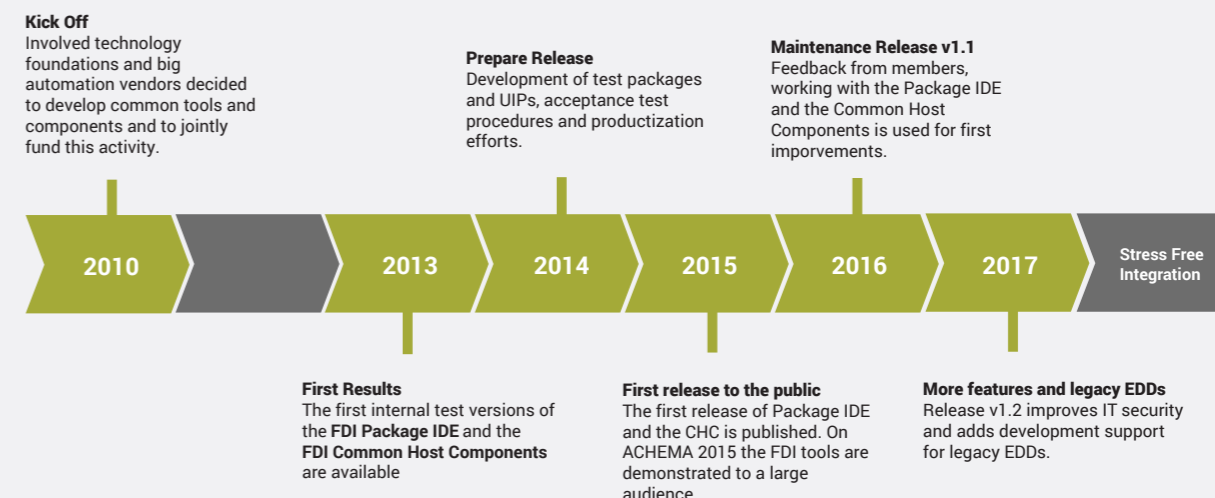 Kick Off
Involved technology
foundations and big
automation vendors decided
to develop common tools and
components and to jointly
fund this activity.
Prepare Release
Development of test packages
and UIPs, acceptance test
procedures and productization
efforts.
Maintenance Release v1.1
Feedback from members,
working with the Package IDE
and the Common Host
Components is used for first
imporvements.
2010
2013
2014
2015
2016
2017
Stress Free
Integration
First Results
The first internal test versions of
the FDI Package IDE and the
FDI Common Host Components
are available
First release to the public
The first release of Package IDE
and the CHC is published. On
ACHEMA 2015 the FDI tools are
demonstrated to a large
audience
More features and legacy EDDs
Release v1.2 improves IT security
and adds development support
for legacy EDDs.